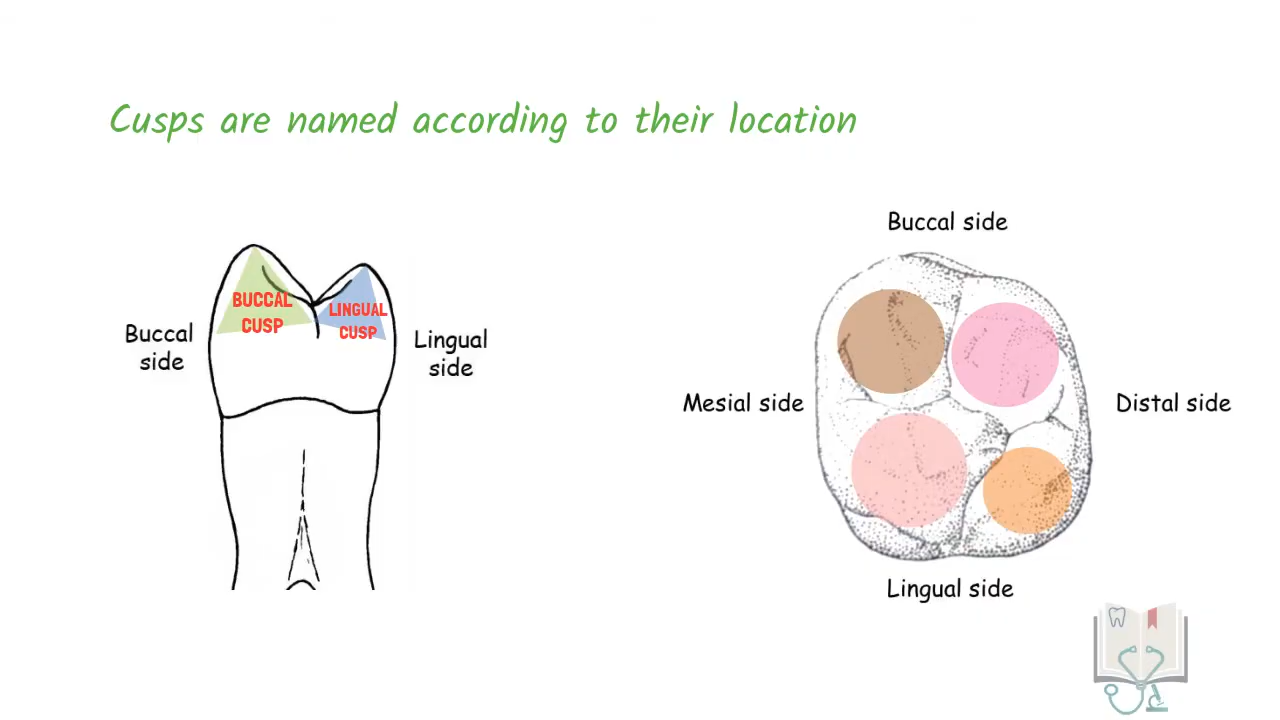 Cusps are named according to their location
BUCCAL
CUSP
LINGUAL
CUSP
Buccal
side
Lingual
side
Buccal side
Mesial side
Distal side
Lingual side